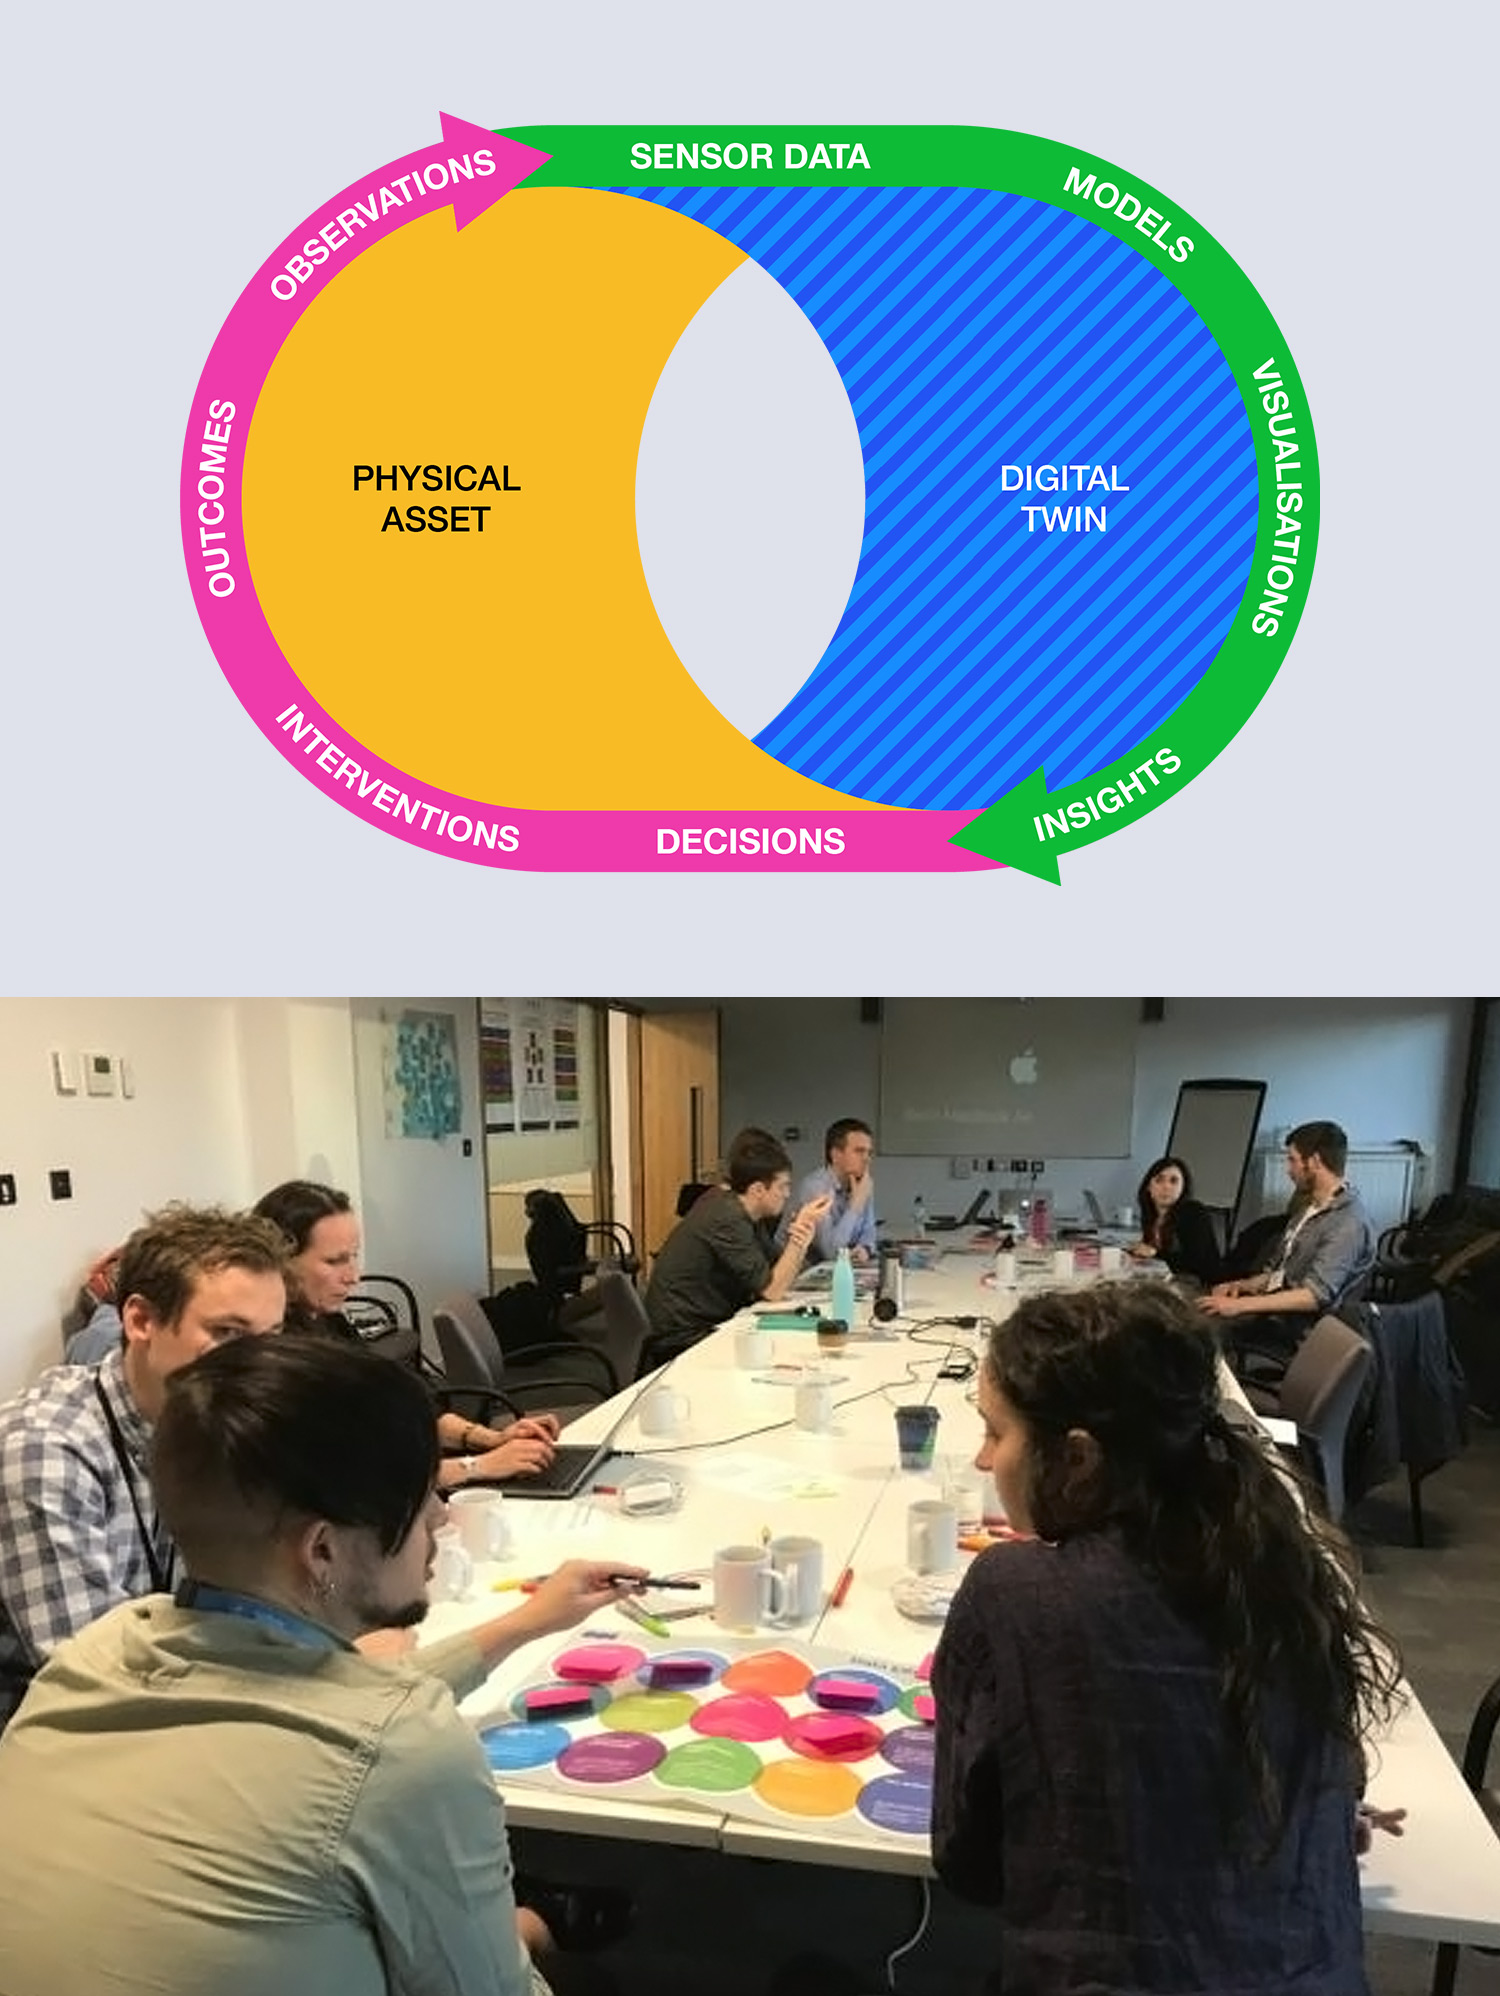 OBSERVATIONS
SENSOR DATA
MODELS
VISUALISATIONS
INSIGHTS
DECISIONS
INTERVENTIONS
OUTCOMES
PHYSICAL
ASSET
DIGITAL
TWIN